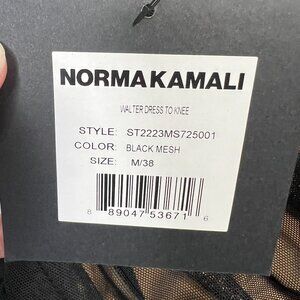 NORMA KAMALI
WALTER DRESS TO KNEE
STYLE: ST2223MS725001
COLOR: BLACK MESH
SIZE: M/38
8 89047 53671 6